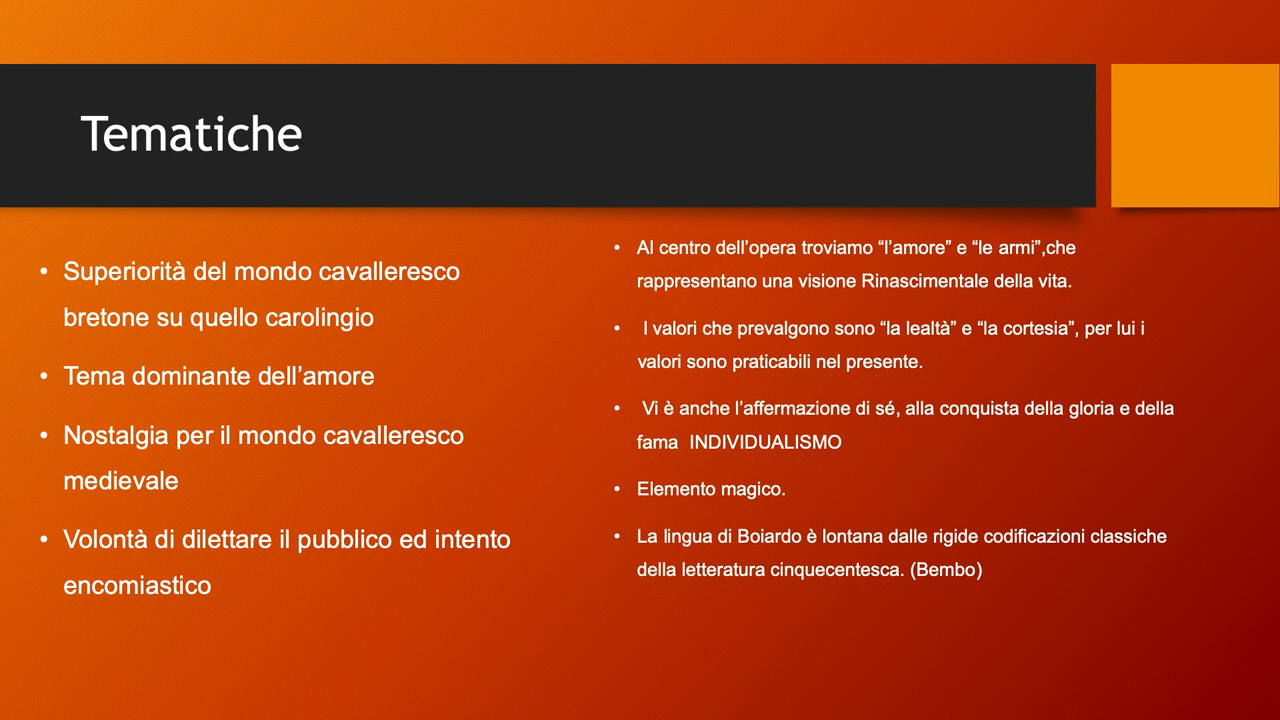 Tematiche
• Superiorità del mondo cavalleresco
bretone su quello carolingio
• Tema dominante dell’amore
• Nostalgia per il mondo cavalleresco
medievale
• Volontà di dilettare il pubblico ed intento
encomiastico
• Al centro dell’opera troviamo “l’amore” e “le armi”,che
rappresentano una visione Rinascimentale della vita.
• I valori che prevalgono sono “la lealtà” e “la cortesia”, per lui i
valori sono praticabili nel presente.
• Vi è anche l’affermazione di sé, alla conquista della gloria e della
fama  INDIVIDUALISMO
• Elemento magico.
• La lingua di Boiardo è lontana dalle rigide codificazioni classiche
della letteratura cinquecentesca. (Bembo)